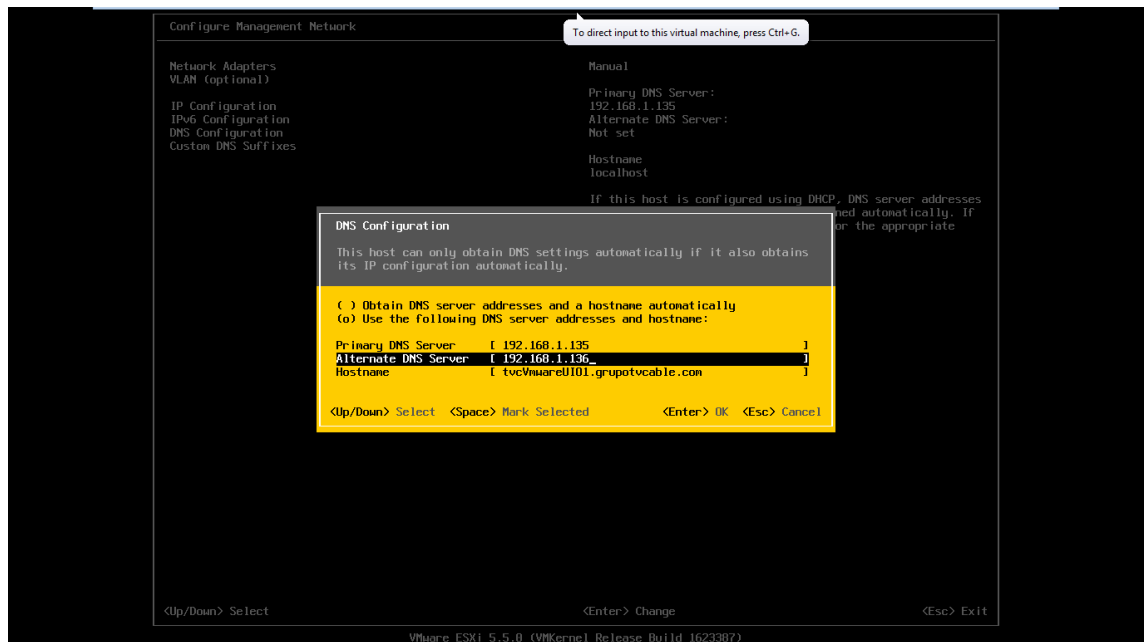 To direct input to this virtual machine, press Ctrl+G.
Configure Management Network
Network Adapters
VLAN (optional)
IP Configuration
IPv6 Configuration
DNS Configuration
Custom DNS Suffixes
Manual
Primary DNS Server:
192.168.1.135
Alternate DNS Server:
Not set
Hostname
localhost
If this host is configured using DHCP, DNS server addresses
ned automatically. If
or the appropriate
DNS Configuration
This host can only obtain DNS settings automatically if it also obtains
its IP configuration automatically.
( ) Obtain DNS server addresses and a hostname automatically
(o) Use the following DNS server addresses and hostname:
Primary DNS Server [ 192.168.1.135 ]
Alternate DNS Server [ 192.168.1.136_ ]
Hostname [ tvcVmwareUIO1.grupotvcable.com ]
<Up/Down> Select <Space> Mark Selected <Enter> OK <Esc> Cancel
<Up/Down> Select <Enter> Change <Esc> Exit
VMware ESXi 5.5.0 (VMKernel Release Build 1623387)